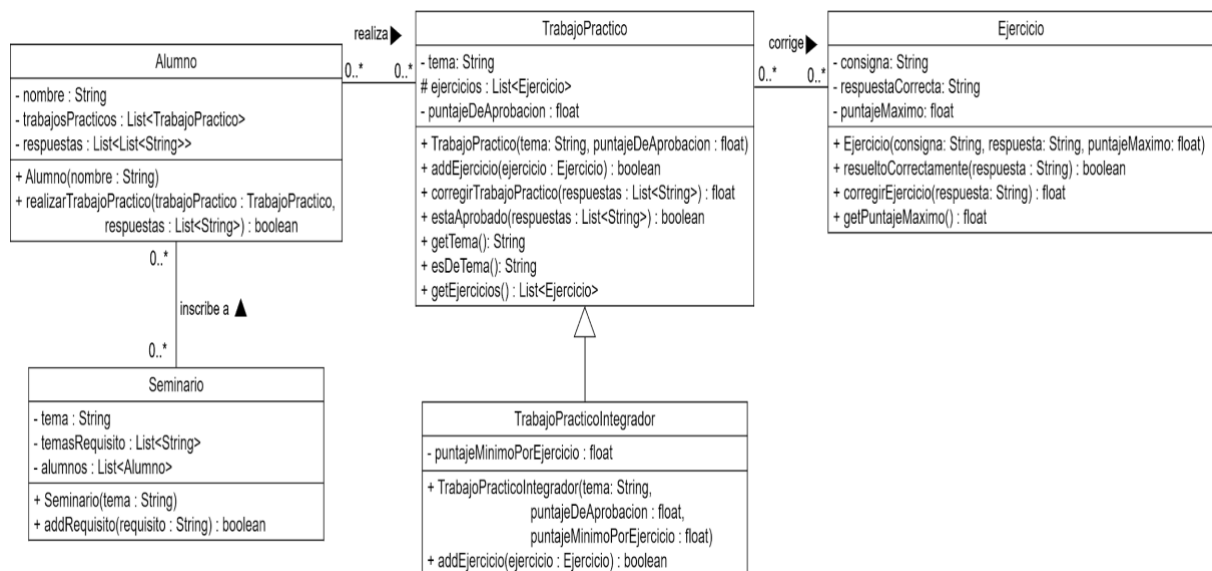 Alumno
- nombre : String
- trabajosPracticos : List<TrabajoPractico>
- respuestas : List<List<String>>
+ Alumno(nombre : String)
+ realizarTrabajoPractico(trabajoPractico : TrabajoPractico,
respuestas : List<String>) : boolean
realiza
0..*
0..*
TrabajoPractico
- tema: String
# ejercicios : List<Ejercicio>
- puntajeDeAprobacion : float
+ TrabajoPractico(tema: String, puntajeDeAprobacion : float)
+ addEjercicio(ejercicio : Ejercicio) : boolean
+ corregirTrabajoPractico(respuestas : List<String>) : float
+ estaAprobado(respuestas : List<String>) : boolean
+ getTema(): String
+ esDeTema(): String
+ getEjercicios() : List<Ejercicio>
corrige
0..*
0..*
Ejercicio
- consigna: String
- respuestaCorrecta: String
- puntajeMaximo: float
+ Ejercicio(consigna: String, respuesta: String, puntajeMaximo: float)
+ resueltoCorrectamente(respuesta : String) : boolean
+ corregirEjercicio(respuesta: String) : float
+ getPuntajeMaximo() : float
0..*
inscribe a
0..*
Seminario
- tema : String
- temasRequisito : List<String>
- alumnos : List<Alumno>
+ Seminario(tema : String)
+ addRequisito(requisito : String) : boolean
TrabajoPracticoIntegrador
- puntajeMinimoPorEjercicio : float
+ TrabajoPracticoIntegrador(tema: String,
puntajeDeAprobacion : float,
puntajeMinimoPorEjercicio : float)
+ addEjercicio(ejercicio : Ejercicio) : boolean